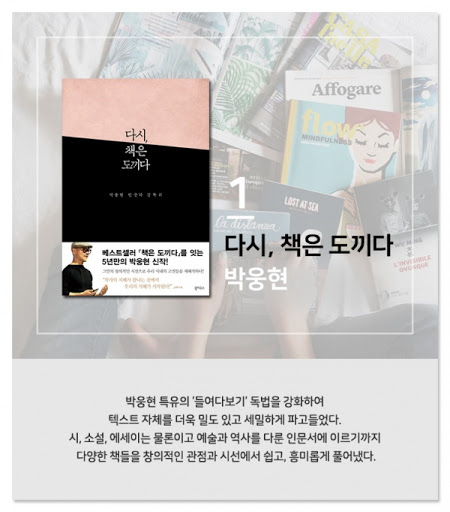 다시,
책은
도끼다
박웅현 인문학 강독회
베스트셀러 「책은 도끼다」를 잇는
5년만의 박웅현 신작!
Affogare
flow
MINDFULNESS
LOST AT SEA
L'INVISIBILE
OVUNQUE
1
다시, 책은 도끼다
박웅현
박웅현 특유의 '들여다보기' 독법을 강화하여
텍스트 자체를 더욱 밀도 있고 세밀하게 파고들었다.
시, 소설, 에세이는 물론이고 예술과 역사를 다룬 인문서에 이르기까지
다양한 책들을 창의적인 관점과 시선에서 쉽고, 흥미롭게 풀어냈다.